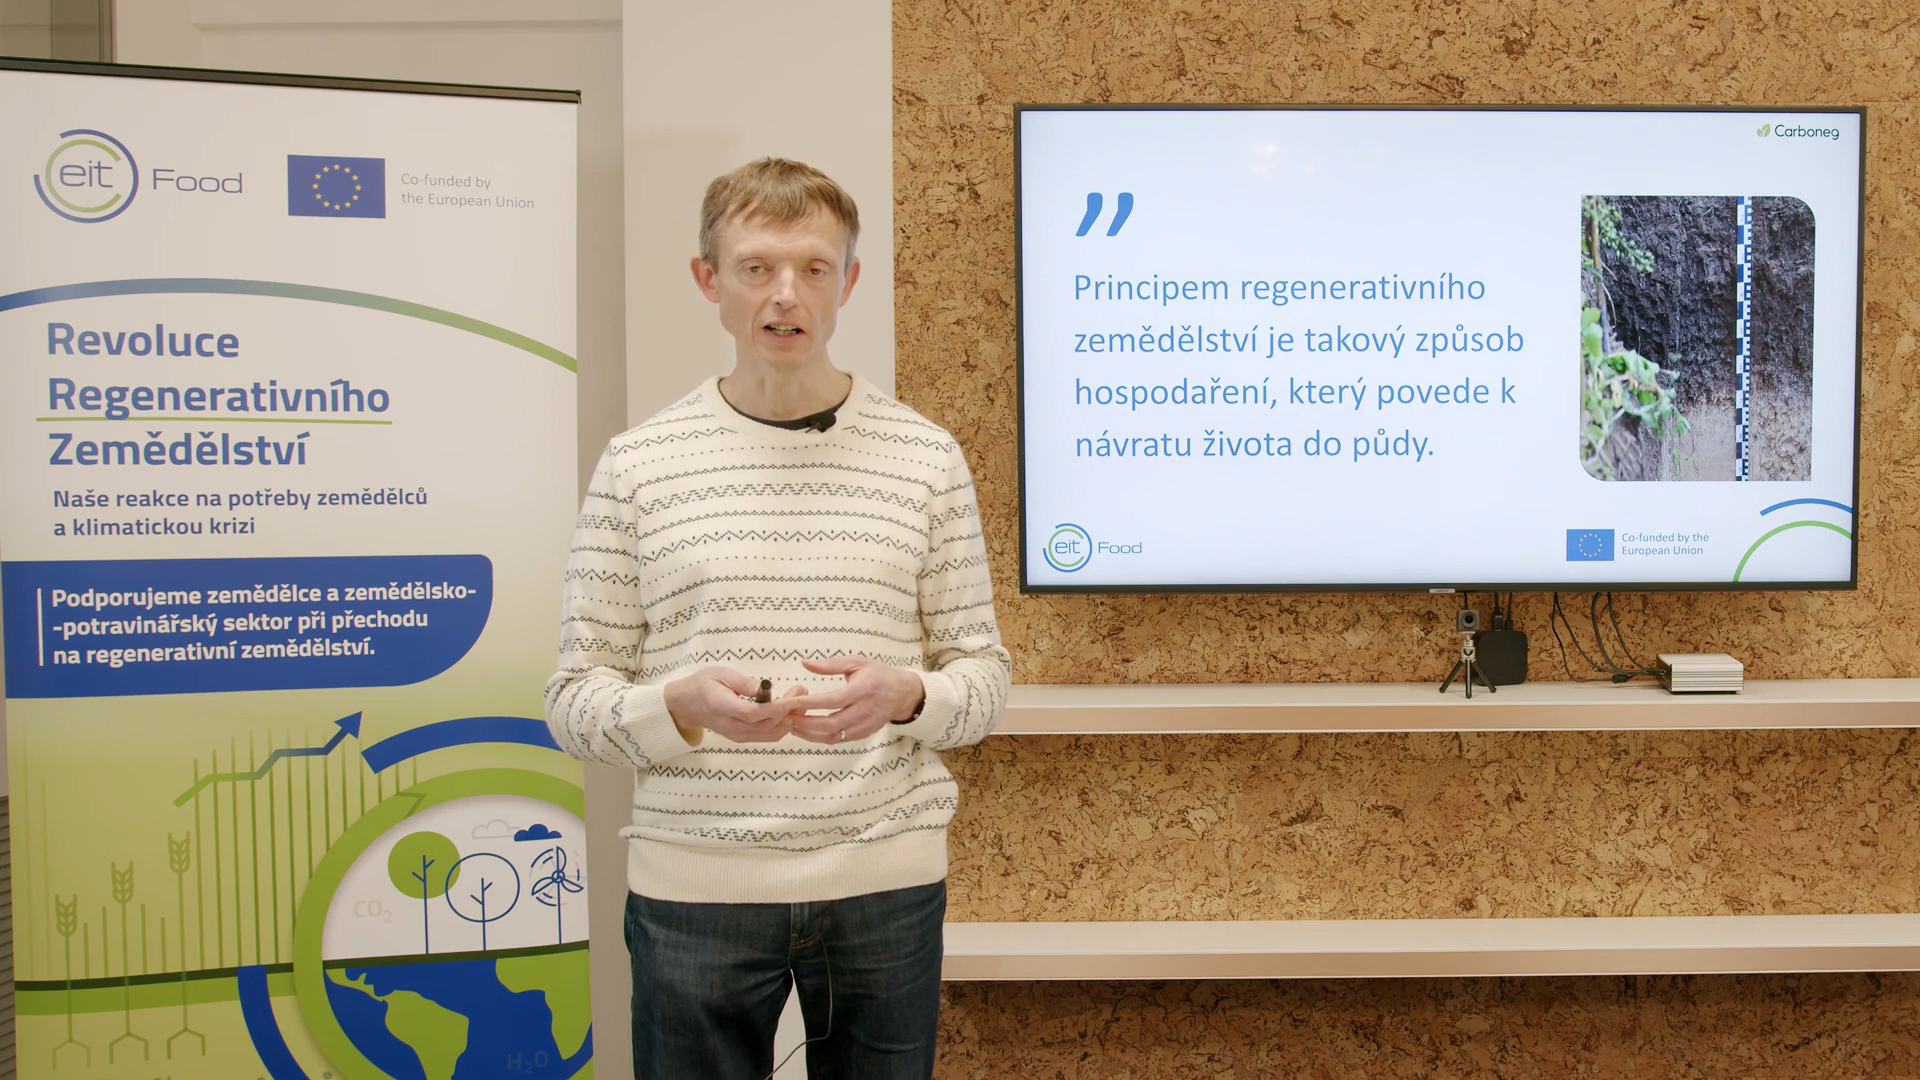 eit Food
Co-funded by
the European Union
Revoluce
Regenerativního
Zemědělství
Naše reakce na potřeby zemědělců
a klimatickou krizi
Podporujeme zemědělce a zemědělsko-
-potravinářský sektor při přechodu
na regenerativní zemědělství.
CO₂
H₂O
Carboneg
”
Principem regenerativního
zemědělství je takový způsob
hospodaření, který povede k
návratu života do půdy.
eit Food
Co-funded by the
European Union